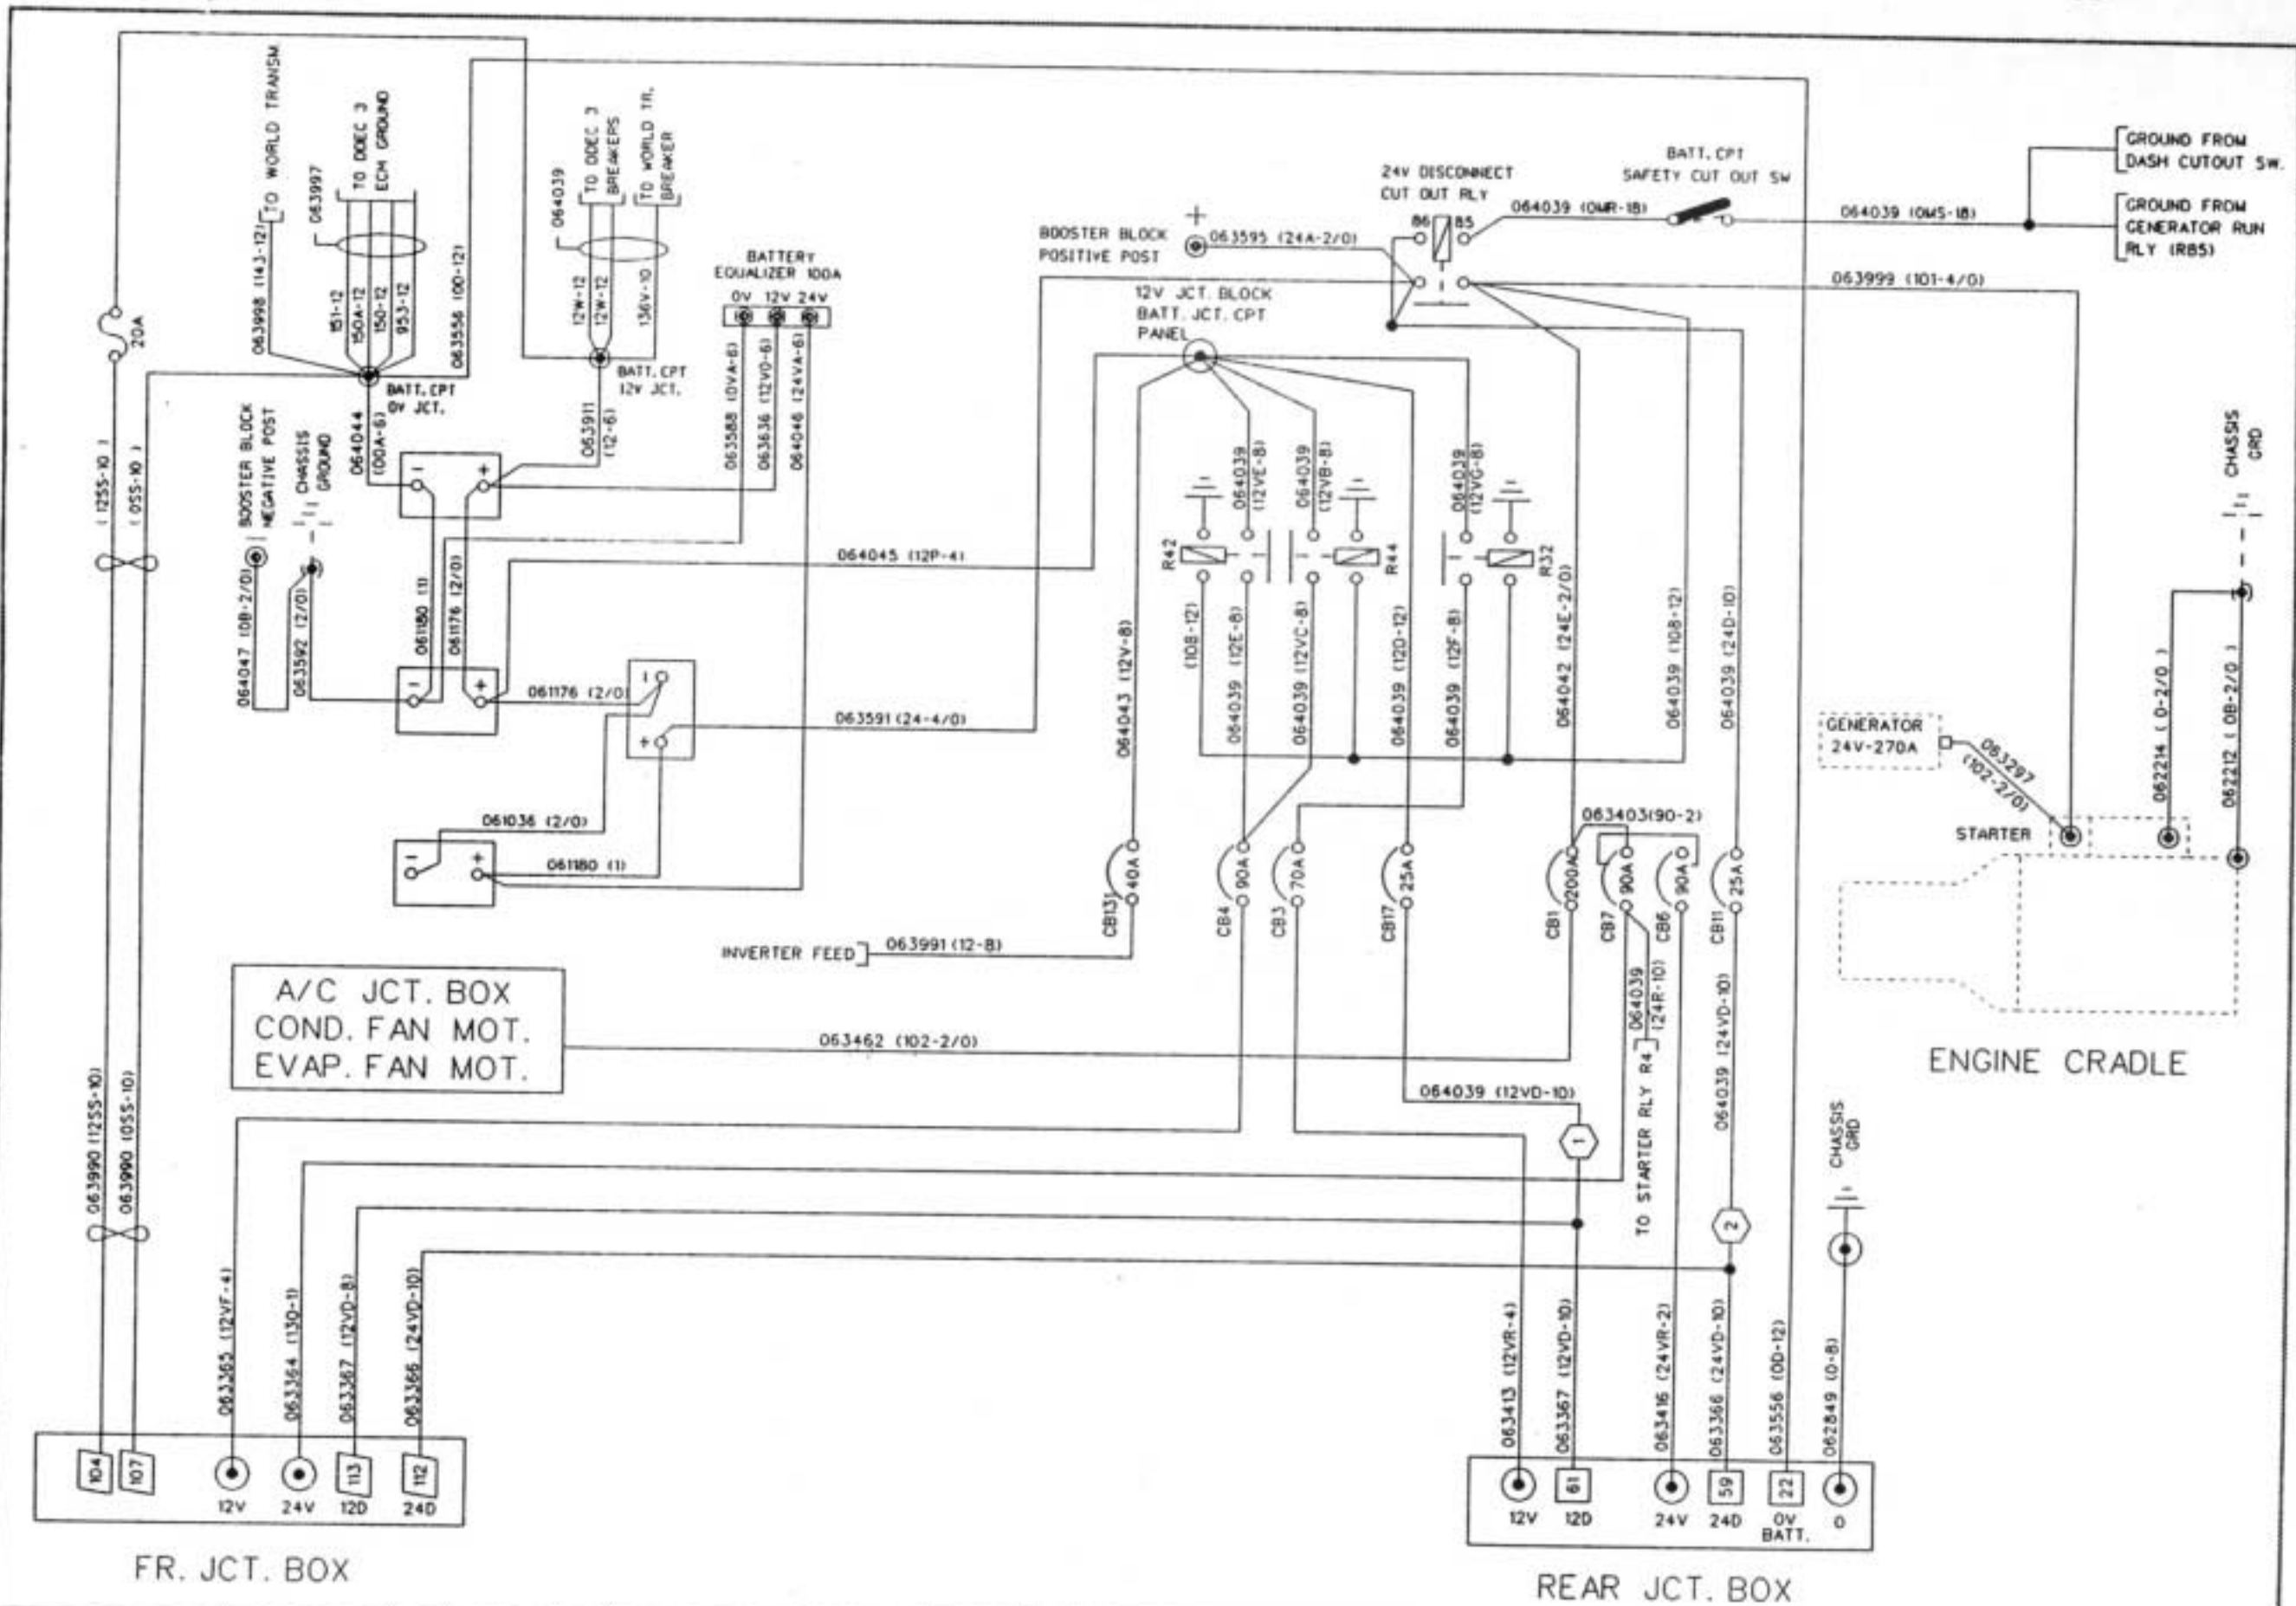 TO WORLD TRANSM.
063998 (143-12)
063997
TO DDEC 3
ECM GROUND
151-12
150A-12
150-12
953-12
063556 (00-12)
20A
BATT. CPT
0V JCT.
064039
TO DDEC 3
BREAKERS
TO WORLD TR.
BREAKER
12W-12
12W-12
136V-10
BATT. CPT
12V JCT.
BATTERY
EQUALIZER 100A
0V 12V 24V
063588 (0VA-6)
063636 (12V0-6)
064046 (24VA-6)
063911
(12-6)
064044
(00A-6)
BOOSTER BLOCK
NEGATIVE POST
CHASSIS
GROUND
064047 (0B-2/0)
063592 (2/0)
(12SS-10 )
(0SS-10 )
- +
061180 (1)
061176 (2/0)
- +
061176 (2/0)
- +
061036 (2/0)
061180 (1)
- +
064045 (12P-4)
063591 (24-4/0)
BOOSTER BLOCK
POSITIVE POST
+
063595 (24A-2/0)
12V JCT. BLOCK
BATT. JCT. CPT
PANEL
24V DISCONNECT
CUT OUT RLY
86 85
064039 (0MR-18)
BATT. CPT
SAFETY CUT OUT SW
064039 (0MS-18)
GROUND FROM
DASH CUTOUT SW.
GROUND FROM
GENERATOR RUN
RLY (R85)
063999 (101-4/0)
064039
(12VE-8)
064039
(12VB-8)
064039
(12VG-8)
R42
R44
R32
064043 (12V-8)
(10B-12)
064039 (12E-8)
064039 (12VC-8)
064039 (12D-12)
064039 (12F-8)
064042 (24E-2/0)
064039 (10B-12)
064039 (24D-10)
063403(90-2)
CB13 40A
CB4 90A
CB3 70A
CB17 25A
CB1 200A
CB7 90A
CB6 90A
CB11 25A
INVERTER FEED
063991 (12-8)
A/C JCT. BOX
COND. FAN MOT.
EVAP. FAN MOT.
063462 (102-2/0)
064039 (12VD-10)
1
064039
(24R-10)
TO STARTER RLY R4
064039 (24VD-10)
2
CHASSIS
GRD
062214 ( 0-2/0 )
062212 ( 0B-2/0 )
GENERATOR
24V-270A
063297
(102-2/0)
STARTER
ENGINE CRADLE
CHASSIS
GRD
063990 (12SS-10)
063990 (0SS-10)
063365 (12VF-4)
063364 (130-1)
063367 (12VD-8)
063366 (24VD-10)
104 107 113 112
12V 24V 12D 24D
FR. JCT. BOX
063413 (12VR-4)
063367 (12VD-10)
063416 (24VR-2)
063366 (24VD-10)
063556 (0D-12)
062849 (0-8)
61 59 22
12V 12D 24V 24D 0V 0
BATT.
REAR JCT. BOX